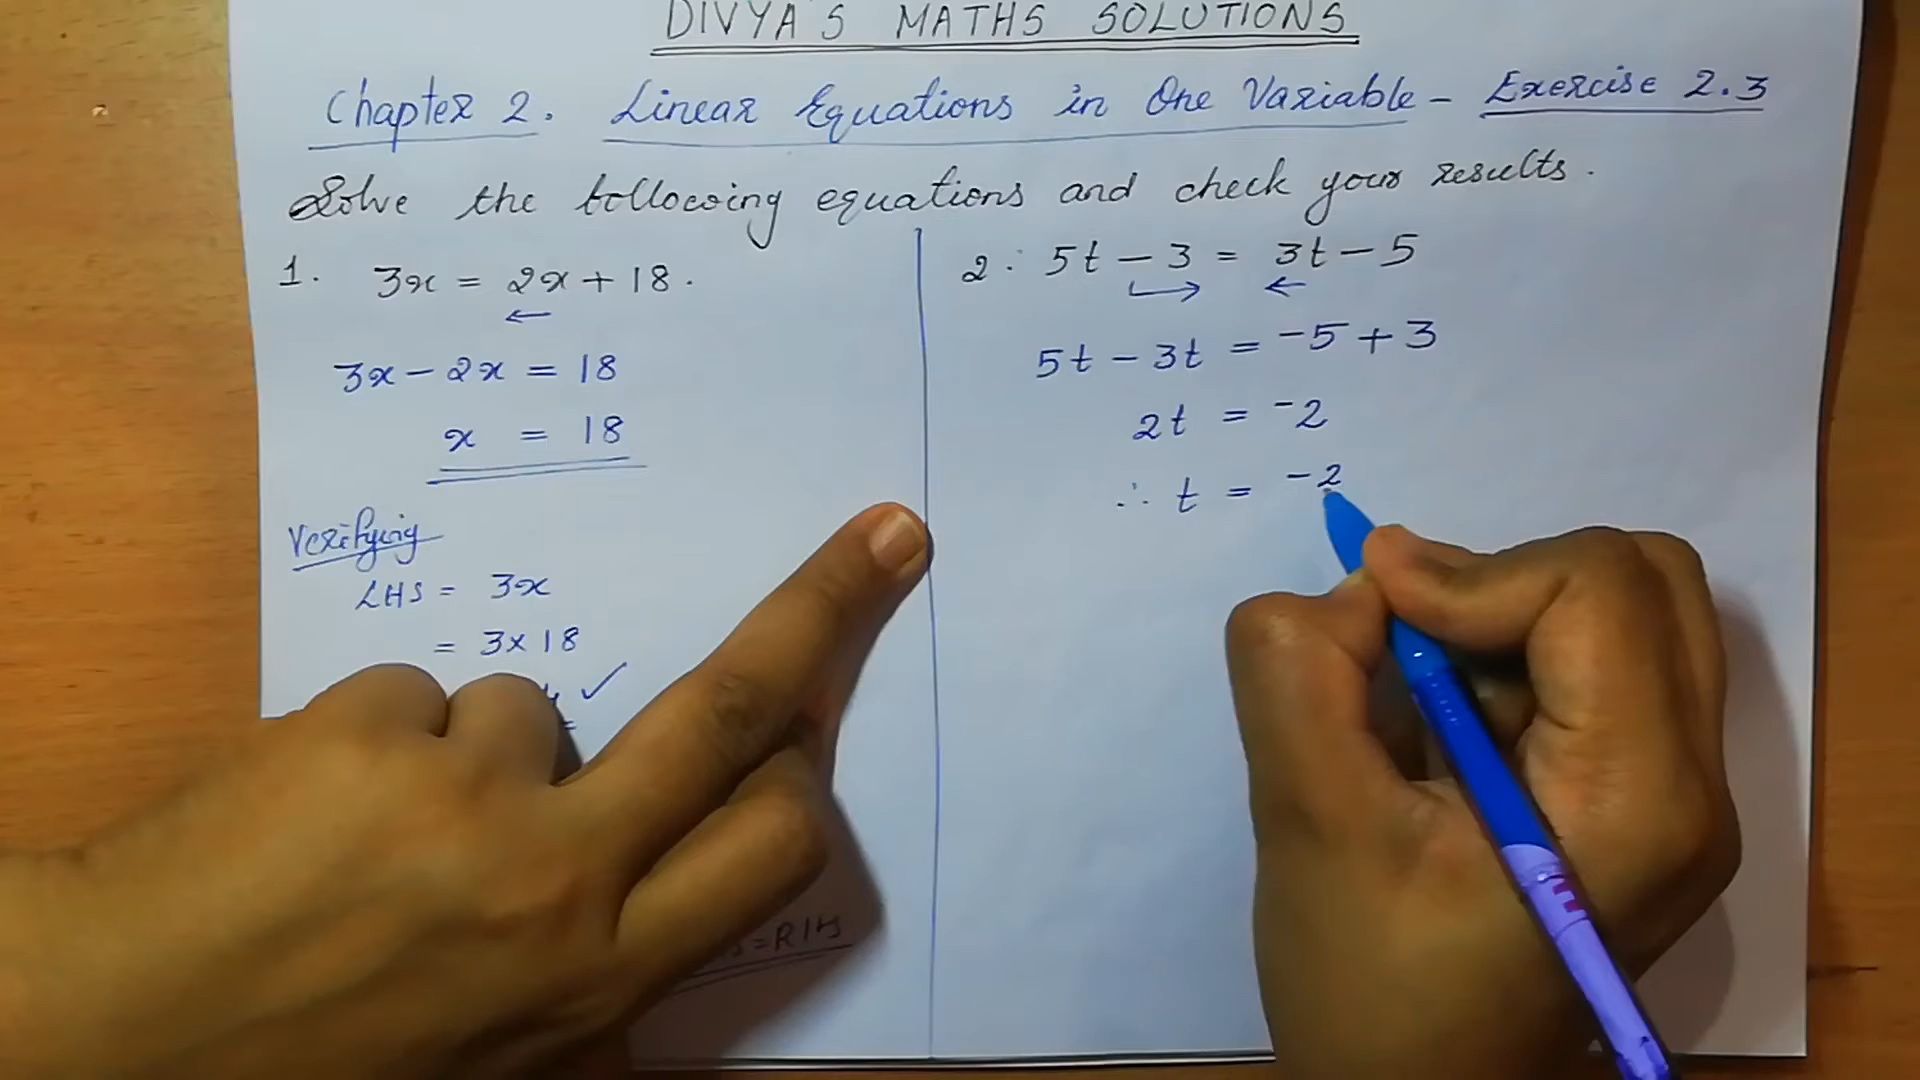 DIVYA'S MATHS SOLUTIONS
Chapter 2. Linear Equations in One Variable - Exercise 2.3
Solve the following equations and check your results.
1. 3x = 2x + 18.
←
3x - 2x = 18
x = 18
Verifying
LHS = 3x
= 3 x 18
✓
=RHS
2. 5t - 3 = 3t - 5
→ ←
5t - 3t = -5 + 3
2t = -2
∴ t = -2